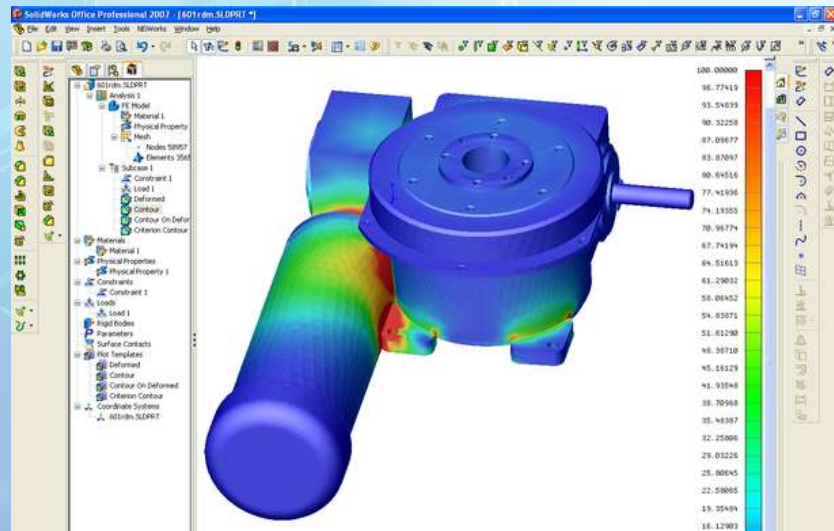 SolidWorks Office Professional 2007 - [601rdm.SLDPRT *]
File Edit View Insert Tools NEiWorks Window Help
601rdm.SLDPRT
Analysis 1
FE Model
Material 1
Physical Property
Mesh
Nodes 58957
Elements 3565
Subcase 1
Constraint 1
Load 1
Deformed
Contour
Contour On Defor
Criterion Contour
Materials
Material 1
Physical Properties
Physical Property 1
Constraints
Constraint 1
Loads
Load 1
Rigid Bodies
Parameters
Surface Contacts
Plot Templates
Deformed
Contour
Contour On Deformed
Criterion Contour
Coordinate Systems
601rdm.SLDPRT
100.00000
96.77419
93.54839
90.32258
87.09677
83.87097
80.64516
77.41936
74.19355
70.96774
67.74194
64.51613
61.29032
58.06452
54.83871
51.61290
48.38710
45.16129
41.93548
38.70968
35.48387
32.25806
29.03226
25.80645
22.58065
19.35484
16.12903